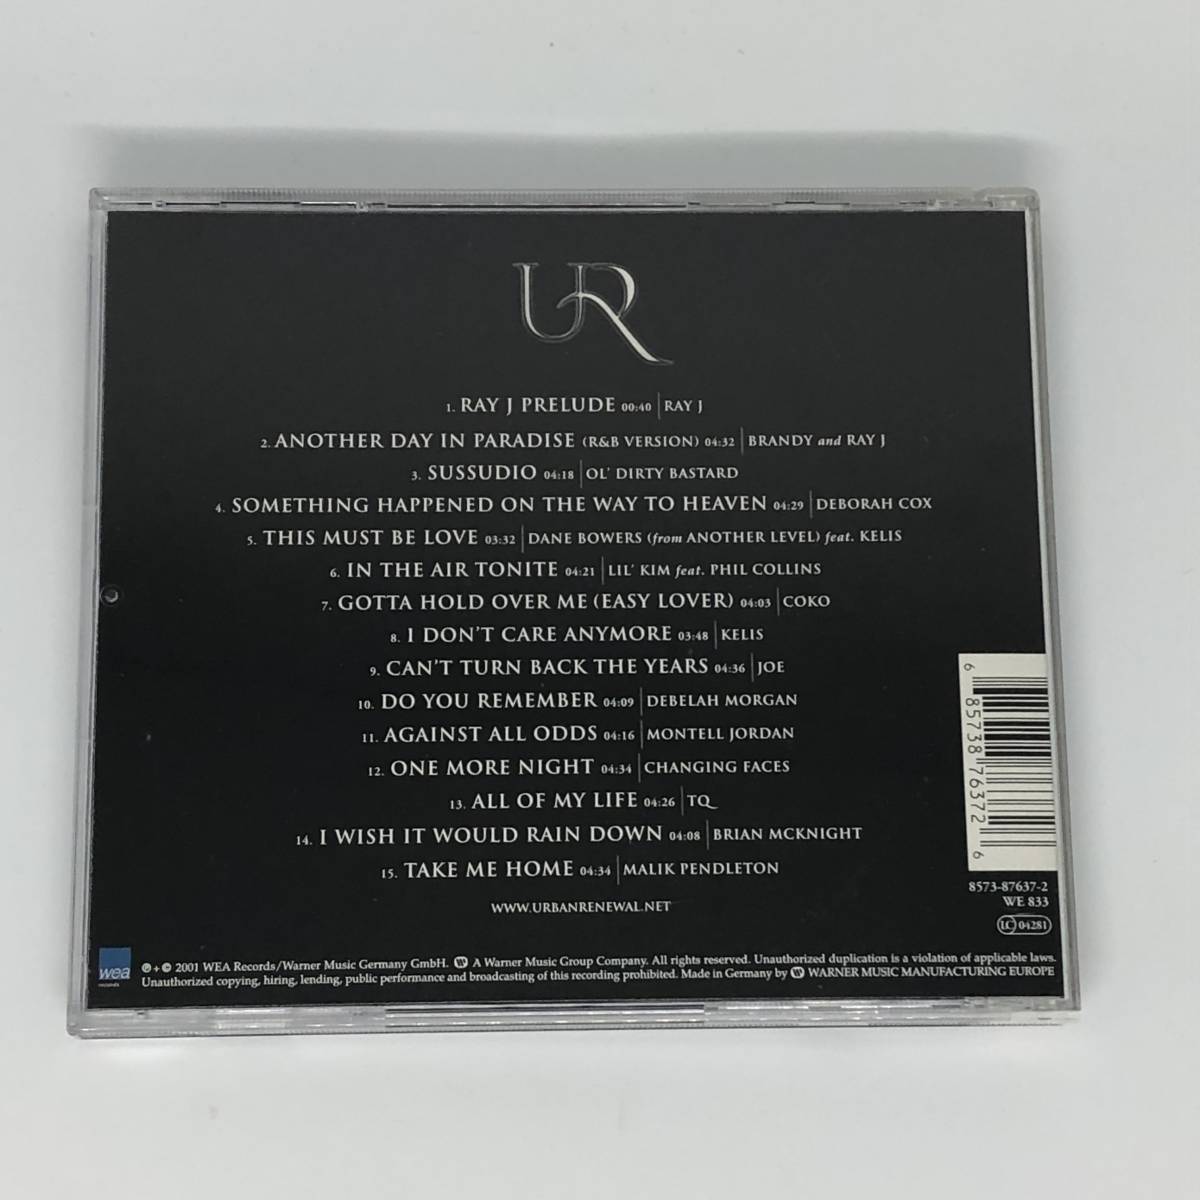 UR
1. RAY J PRELUDE 00:40 | RAY J
2. ANOTHER DAY IN PARADISE (R&B VERSION) 04:32 | BRANDY and RAY J
3. SUSSUDIO 04:18 | OL' DIRTY BASTARD
4. SOMETHING HAPPENED ON THE WAY TO HEAVEN 04:29 | DEBORAH COX
5. THIS MUST BE LOVE 03:32 | DANE BOWERS (from ANOTHER LEVEL) feat. KELIS
6. IN THE AIR TONITE 04:21 | LIL' KIM feat. PHIL COLLINS
7. GOTTA HOLD OVER ME (EASY LOVER) 04:03 | COKO
8. I DON'T CARE ANYMORE 03:48 | KELIS
9. CAN'T TURN BACK THE YEARS 04:36 | JOE
10. DO YOU REMEMBER 04:09 | DEBELAH MORGAN
11. AGAINST ALL ODDS 04:16 | MONTELL JORDAN
12. ONE MORE NIGHT 04:34 | CHANGING FACES
13. ALL OF MY LIFE 04:26 | TQ
14. I WISH IT WOULD RAIN DOWN 04:08 | BRIAN MCKNIGHT
15. TAKE ME HOME 04:34 | MALIK PENDLETON
WWW.URBANRENEWAL.NET
6 85738 76372 6
8573-87637-2
WE 833
LC 04281
wea
records
℗ + © 2001 WEA Records/Warner Music Germany GmbH. A Warner Music Group Company. All rights reserved. Unauthorized duplication is a violation of applicable laws.
Unauthorized copying, hiring, lending, public performance and broadcasting of this recording prohibited. Made in Germany by WARNER MUSIC MANUFACTURING EUROPE